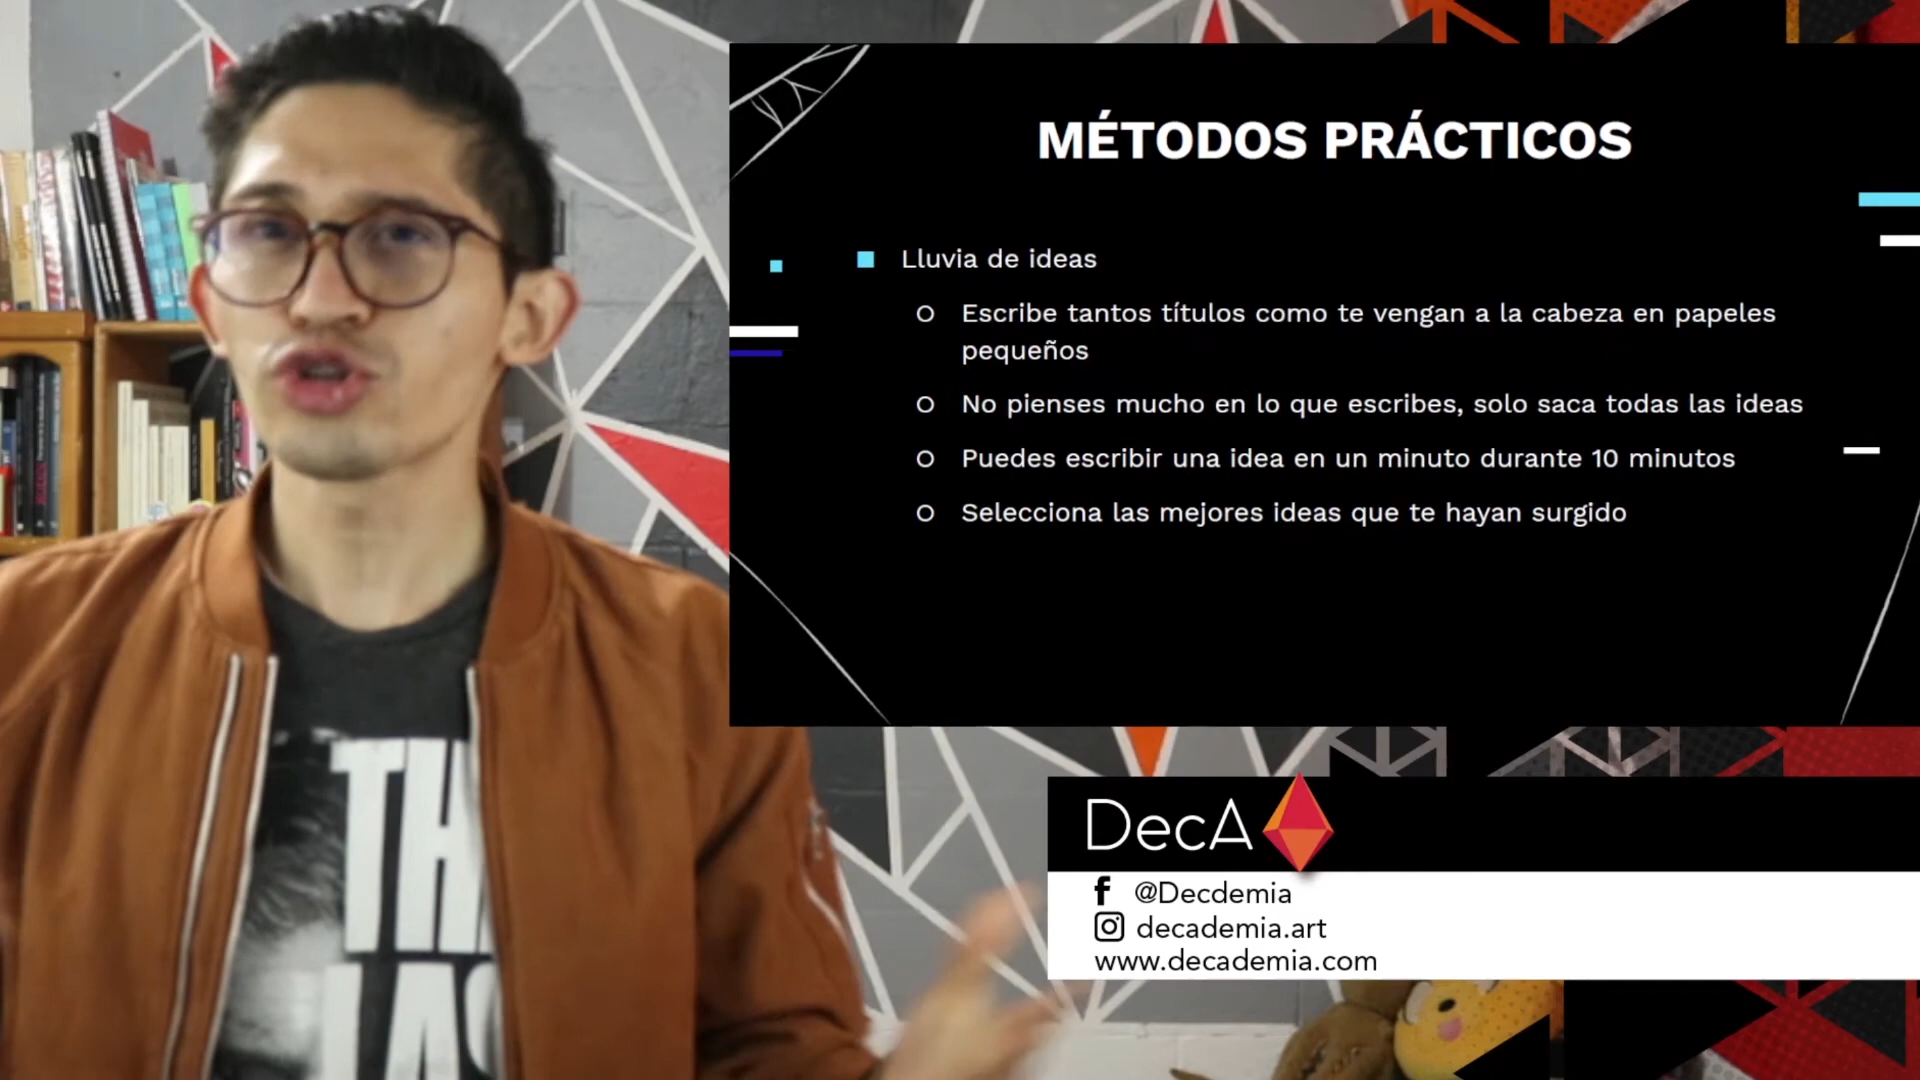 MÉTODOS PRÁCTICOS
Lluvia de ideas
Escribe tantos títulos como te vengan a la cabeza en papeles
pequeños
No pienses mucho en lo que escribes, solo saca todas las ideas
Puedes escribir una idea en un minuto durante 10 minutos
Selecciona las mejores ideas que te hayan surgido
DecA
@Decdemia
decademia.art
www.decademia.com